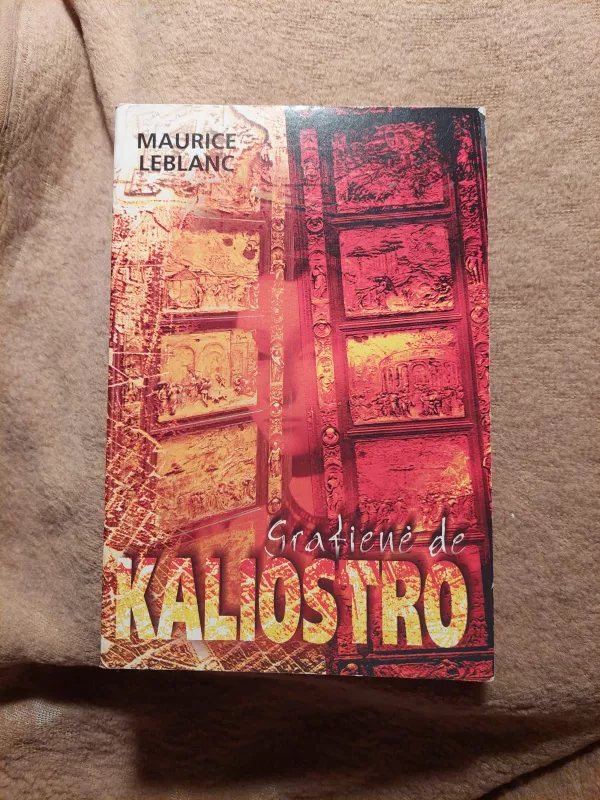 MAURICE
LEBLANC
Grafienė de
KALIOSTRO